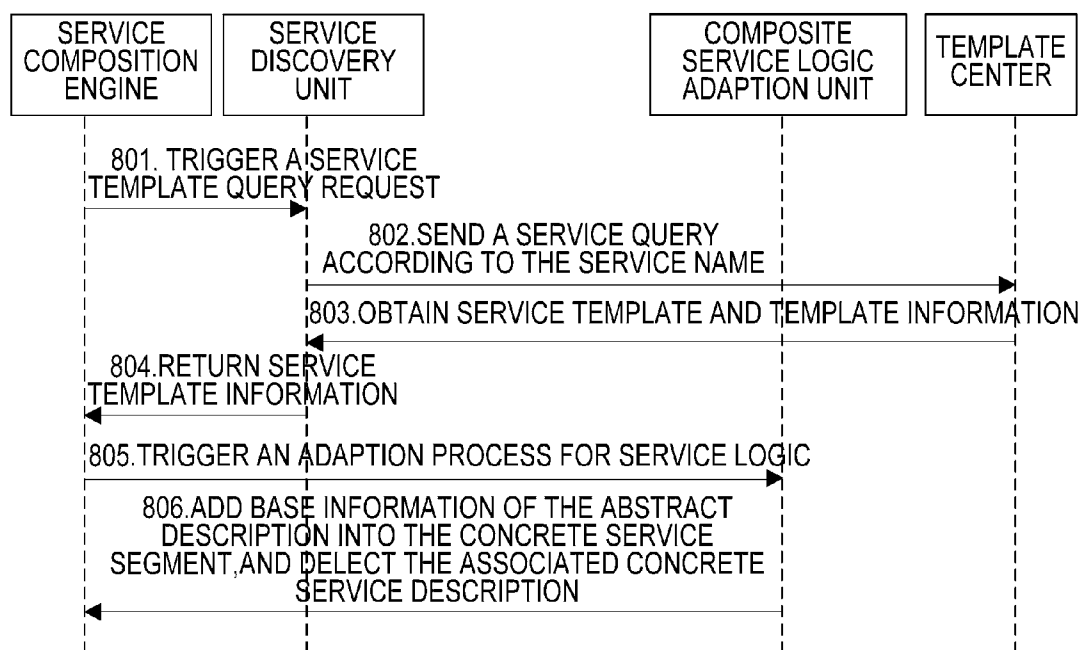 SERVICE
COMPOSITION
ENGINE
SERVICE
DISCOVERY
UNIT
COMPOSITE
SERVICE LOGIC
ADAPTION UNIT
TEMPLATE
CENTER
801. TRIGGER A SERVICE
TEMPLATE QUERY REQUEST
802.SEND A SERVICE QUERY
ACCORDING TO THE SERVICE NAME
803.OBTAIN SERVICE TEMPLATE AND TEMPLATE INFORMATION
804.RETURN SERVICE
TEMPLATE INFORMATION
805.TRIGGER AN ADAPTION PROCESS FOR SERVICE LOGIC
806.ADD BASE INFORMATION OF THE ABSTRACT
DESCRIPTION INTO THE CONCRETE SERVICE
SEGMENT,AND DELECT THE ASSOCIATED CONCRETE
SERVICE DESCRIPTION